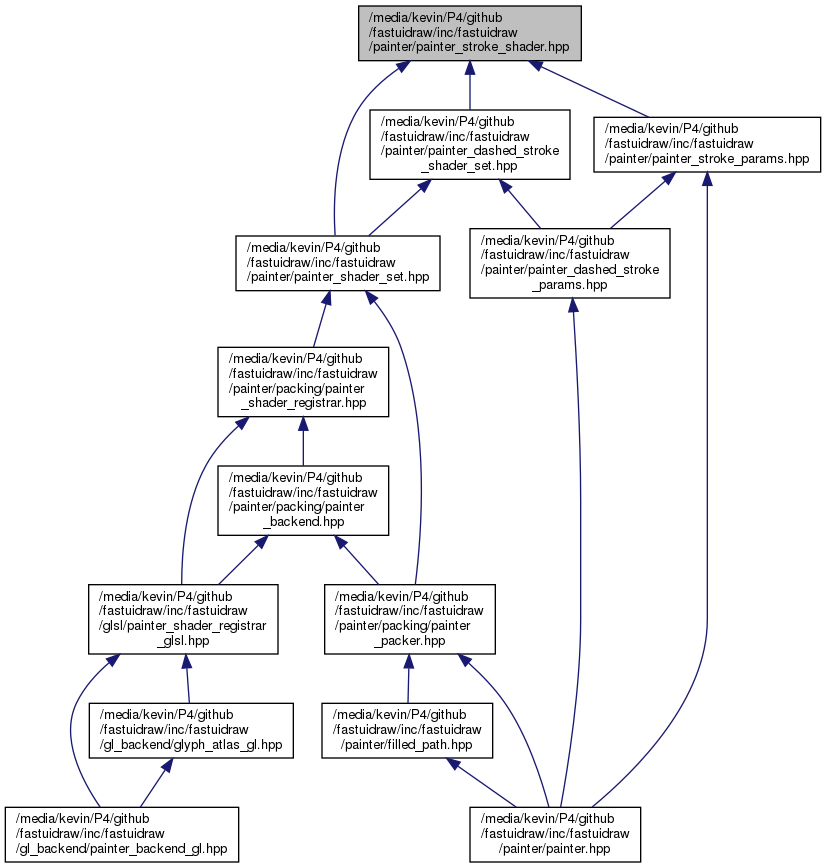 /media/kevin/P4/github
/fastuidraw/inc/fastuidraw
/painter/painter_stroke_shader.hpp
/media/kevin/P4/github
/fastuidraw/inc/fastuidraw
/painter/painter_dashed_stroke
_shader_set.hpp
/media/kevin/P4/github
/fastuidraw/inc/fastuidraw
/painter/painter_stroke_params.hpp
/media/kevin/P4/github
/fastuidraw/inc/fastuidraw
/painter/painter_shader_set.hpp
/media/kevin/P4/github
/fastuidraw/inc/fastuidraw
/painter/painter_dashed_stroke
_params.hpp
/media/kevin/P4/github
/fastuidraw/inc/fastuidraw
/painter/packing/painter
_shader_registrar.hpp
/media/kevin/P4/github
/fastuidraw/inc/fastuidraw
/painter/packing/painter
_backend.hpp
/media/kevin/P4/github
/fastuidraw/inc/fastuidraw
/glsl/painter_shader_registrar
_glsl.hpp
/media/kevin/P4/github
/fastuidraw/inc/fastuidraw
/painter/packing/painter
_packer.hpp
/media/kevin/P4/github
/fastuidraw/inc/fastuidraw
/gl_backend/glyph_atlas_gl.hpp
/media/kevin/P4/github
/fastuidraw/inc/fastuidraw
/painter/filled_path.hpp
/media/kevin/P4/github
/fastuidraw/inc/fastuidraw
/gl_backend/painter_backend_gl.hpp
/media/kevin/P4/github
/fastuidraw/inc/fastuidraw
/painter/painter.hpp